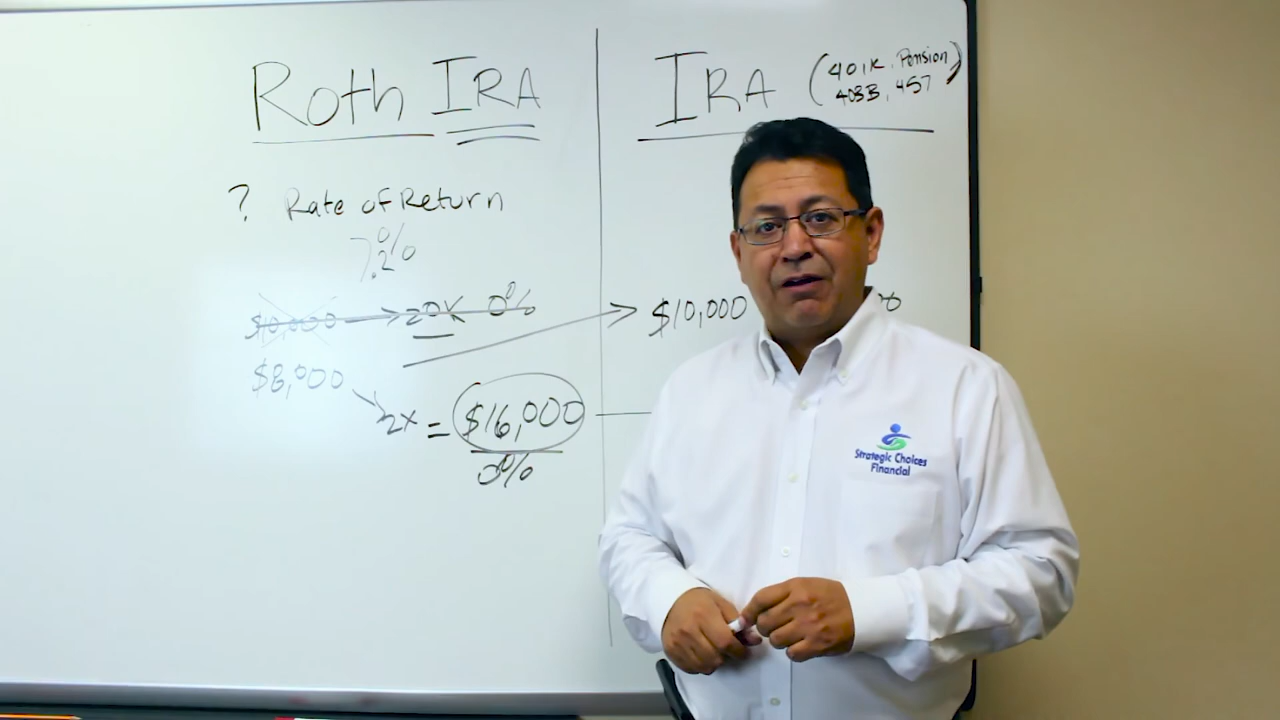 Roth IRA
? Rate of Return
7.2%
$10,000 → 20K 0%
$8,000
2x = $16,000
0%
IRA (401K, Pension
403B, 457)
$10,000
Strategic Choices
Financial